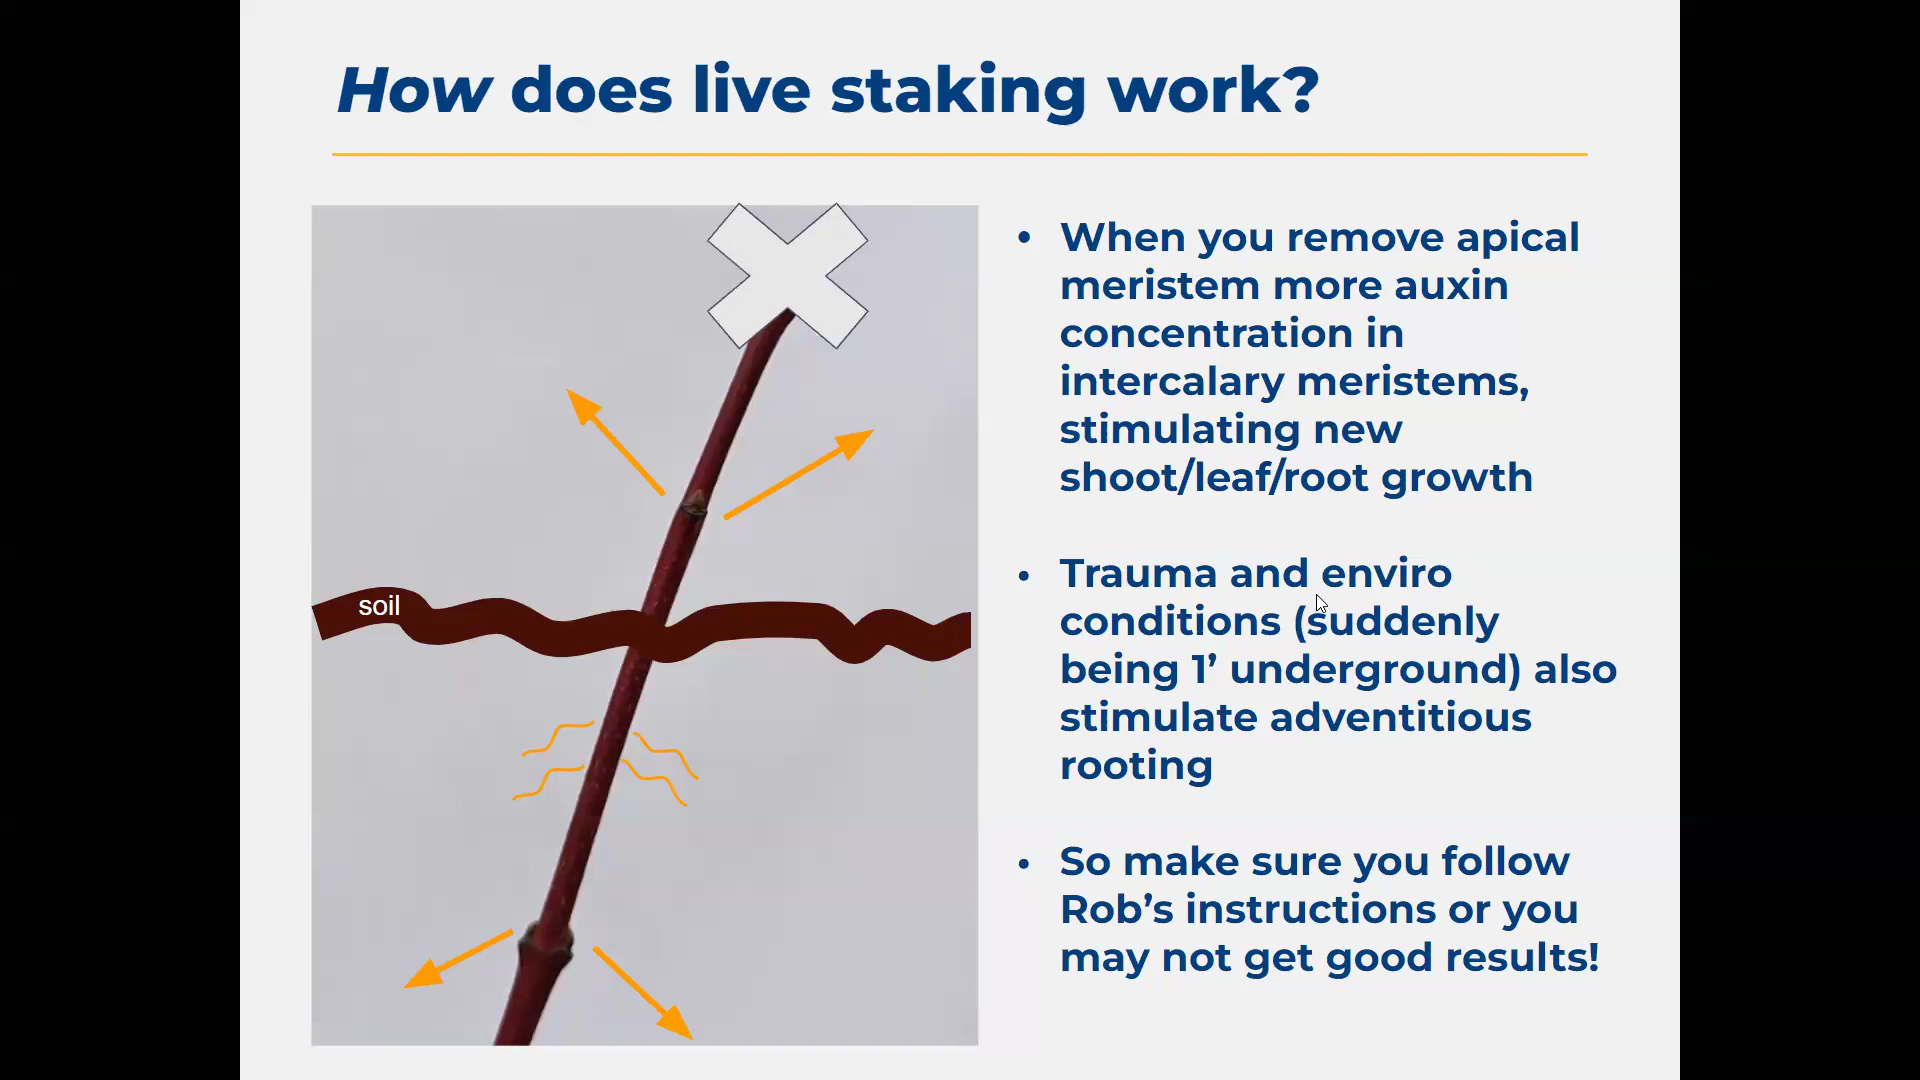 How does live staking work?
soil
• When you remove apical
meristem more auxin
concentration in
intercalary meristems,
stimulating new
shoot/leaf/root growth
• Trauma and enviro
conditions (suddenly
being 1’ underground) also
stimulate adventitious
rooting
• So make sure you follow
Rob’s instructions or you
may not get good results!